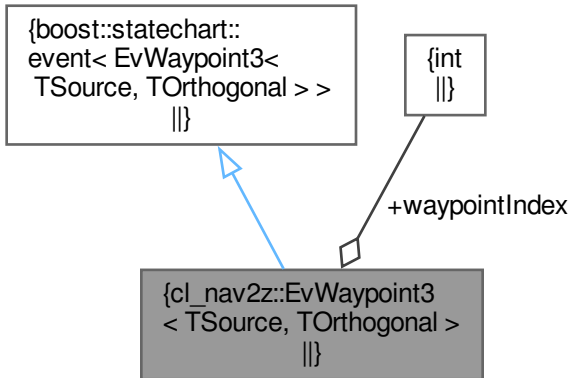 {boost::statechart::
event< EvWaypoint3<
TSource, TOrthogonal > >
||}
{int
||}
+waypointIndex
{cl_nav2z::EvWaypoint3
< TSource, TOrthogonal >
||}